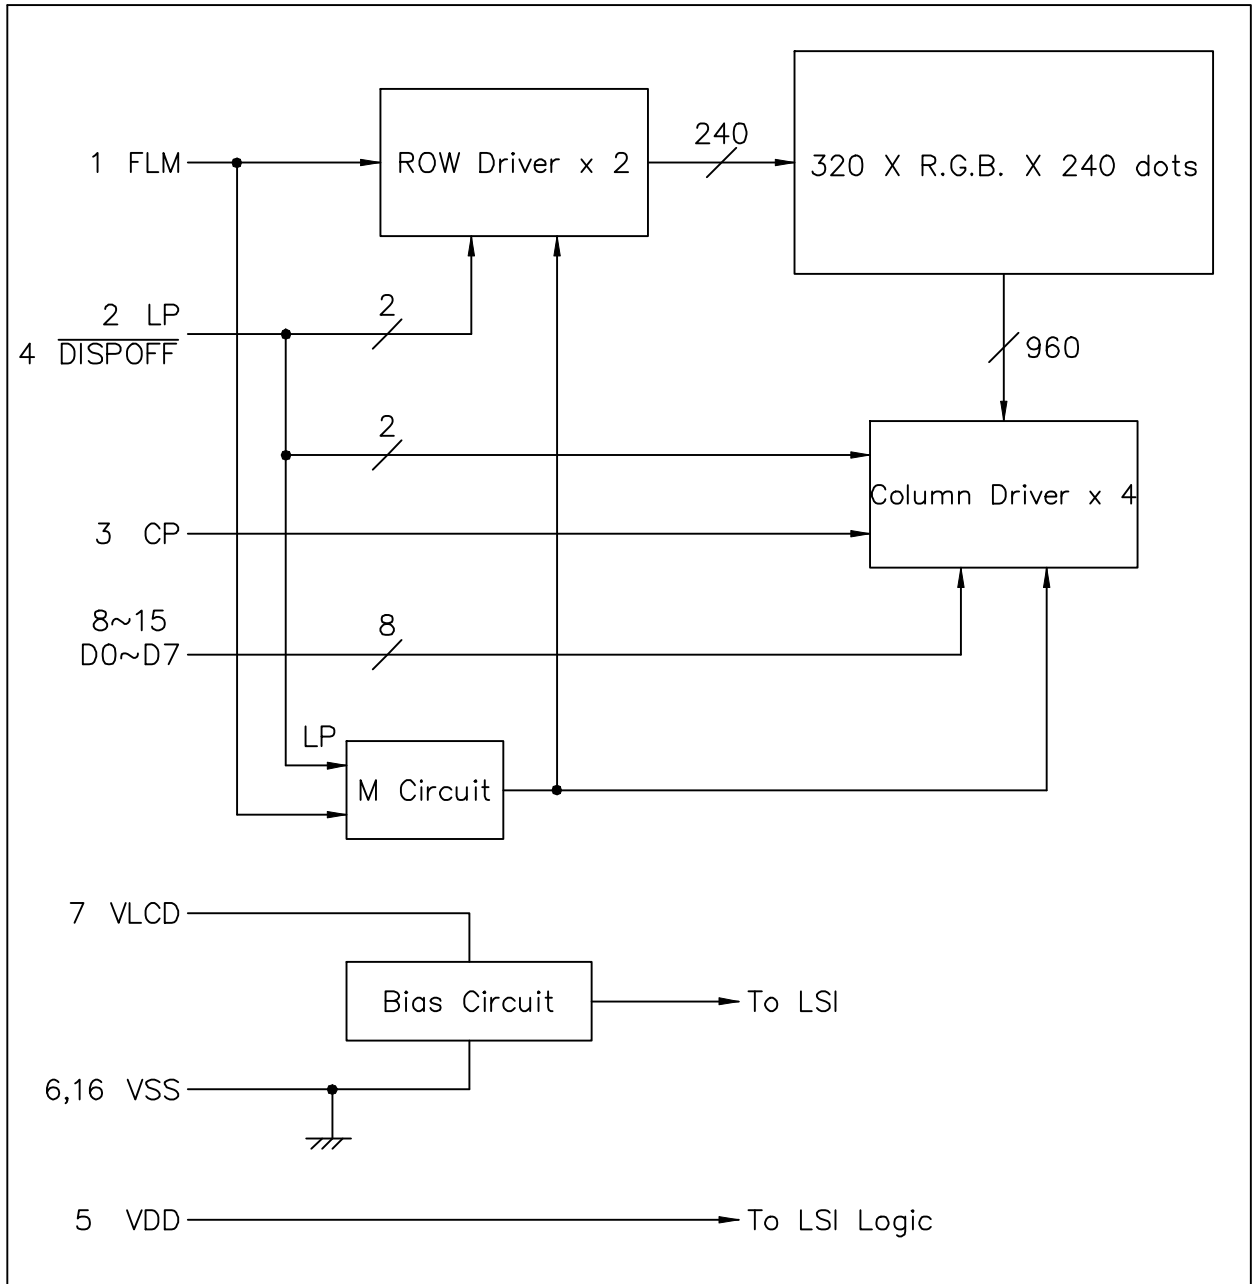 240
1 FLM
ROW Driver x 2
320 X R.G.B. X 240 dots
2 LP
2
4 DISPOFF
960
2
Column Driver x 4
3 CP
8~15
D0~D7
8
LP
M Circuit
7 VLCD
Bias Circuit
To LSI
6,16 VSS
5 VDD
To LSI Logic